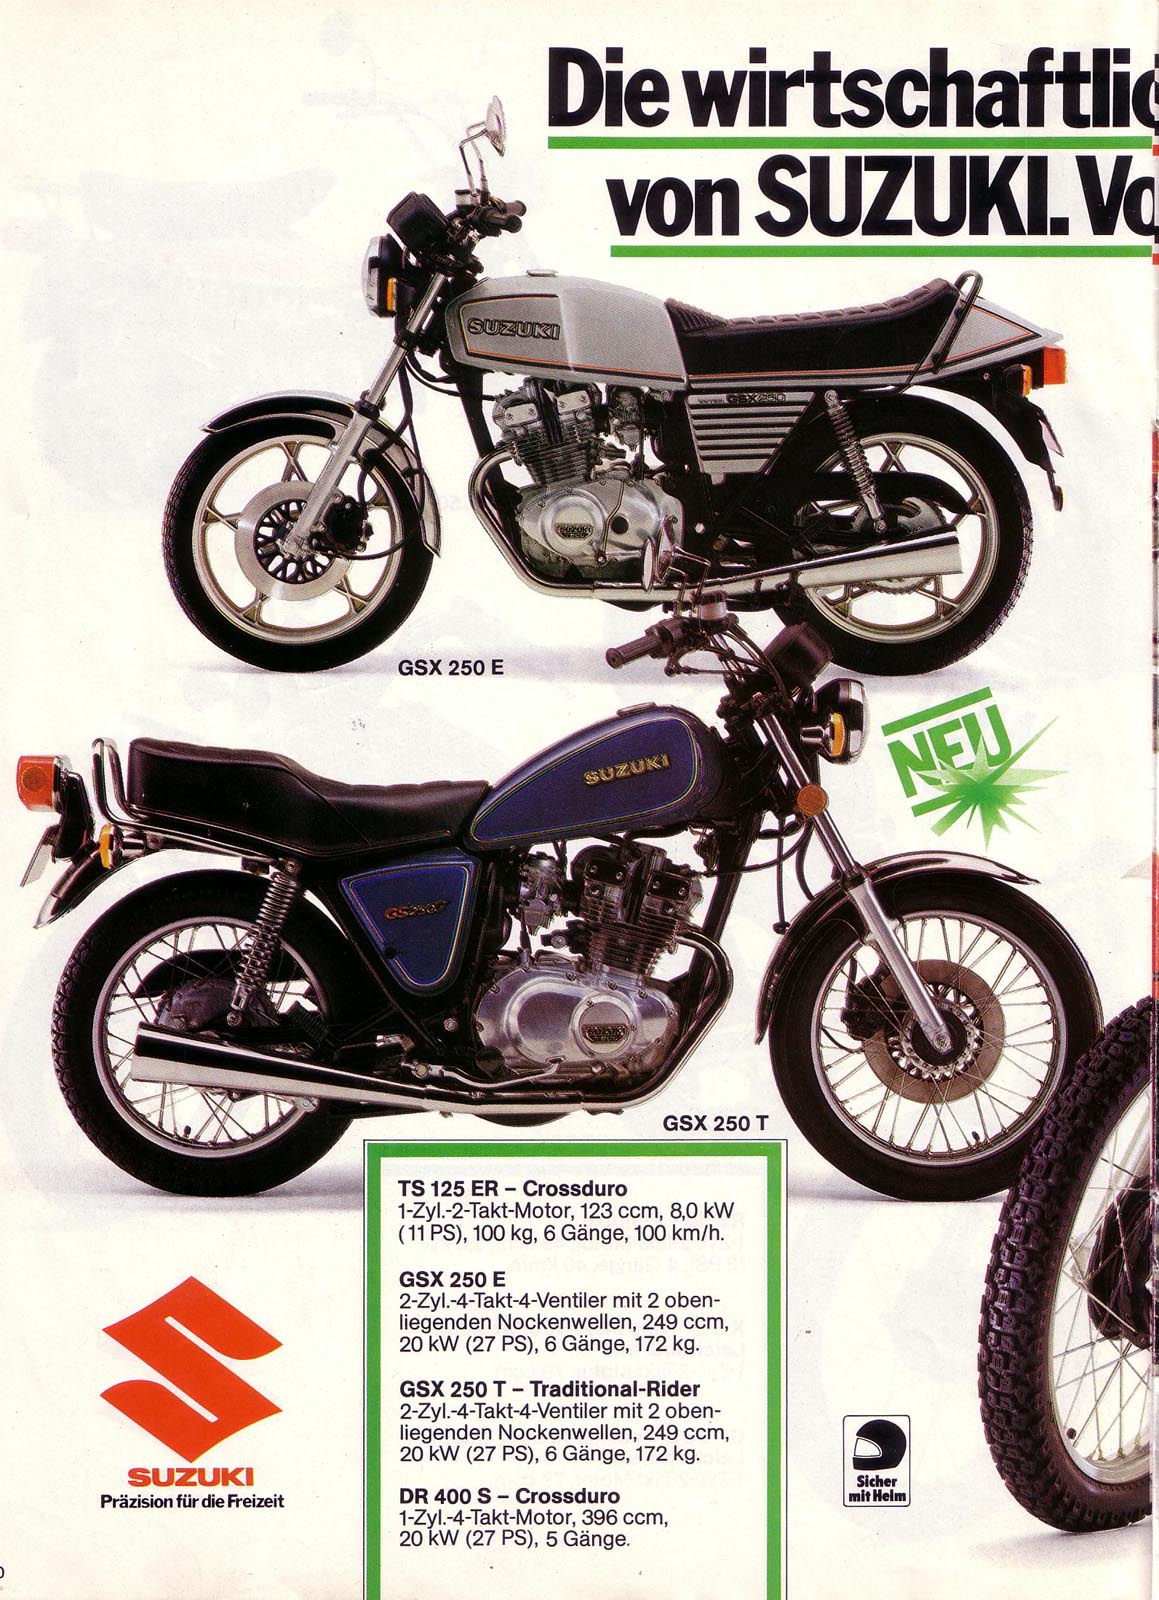 Die wirtschaftlic
von SUZUKI. Vo
SUZUKI
GSX250
SUZUKI
GSX 250 E
NEU
SUZUKI
SUZUKI
GSX 250 T
TS 125 ER – Crossduro
1-Zyl.-2-Takt-Motor, 123 ccm, 8,0 kW
(11 PS), 100 kg, 6 Gänge, 100 km/h.
GSX 250 E
2-Zyl.-4-Takt-4-Ventiler mit 2 oben-
liegenden Nockenwellen, 249 ccm,
20 kW (27 PS), 6 Gänge, 172 kg.
GSX 250 T – Traditional-Rider
2-Zyl.-4-Takt-4-Ventiler mit 2 oben-
liegenden Nockenwellen, 249 ccm,
20 kW (27 PS), 6 Gänge, 172 kg.
DR 400 S – Crossduro
1-Zyl.-4-Takt-Motor, 396 ccm,
20 kW (27 PS), 5 Gänge.
SUZUKI
Präzision für die Freizeit
Sicher
mit Helm